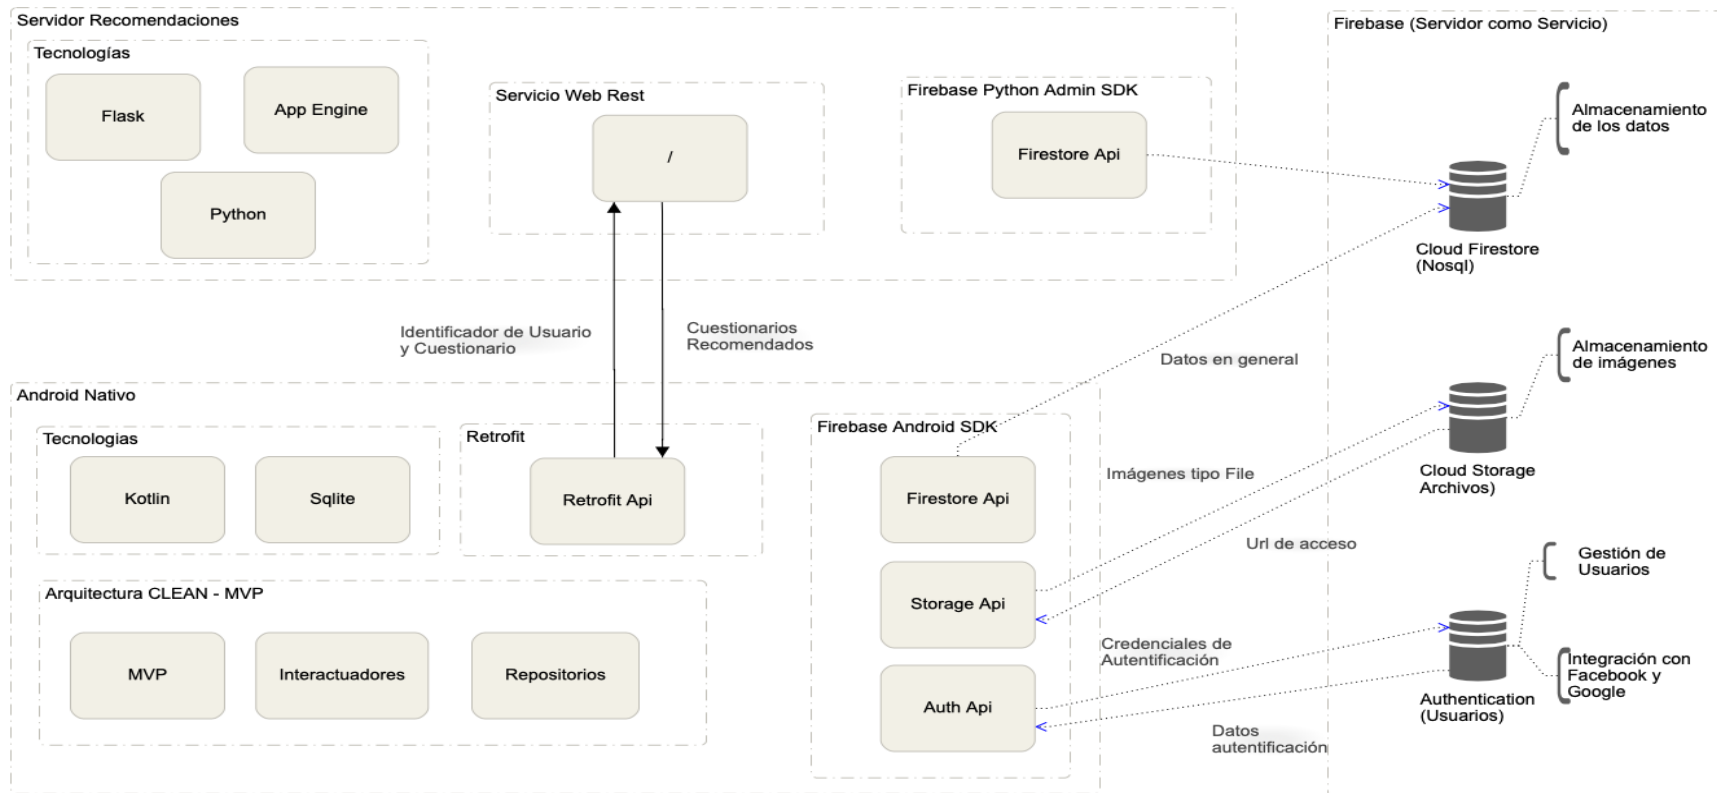 Servidor Recomendaciones
Tecnologías
Flask
App Engine
Python
Servicio Web Rest
/
Firebase Python Admin SDK
Firestore Api
Firebase (Servidor como Servicio)
Almacenamiento
de los datos
Cloud Firestore
(Nosql)
Identificador de Usuario
y Cuestionario
Cuestionarios
Recomendados
Datos en general
Almacenamiento
de imágenes
Cloud Storage
Archivos)
Android Nativo
Tecnologias
Kotlin
Sqlite
Retrofit
Retrofit Api
Firebase Android SDK
Firestore Api
Storage Api
Auth Api
Imágenes tipo File
Url de acceso
Credenciales de
Autentificación
Datos
autentificación
Arquitectura CLEAN - MVP
MVP
Interactuadores
Repositorios
Gestión de
Usuarios
Integración con
Facebook y
Google
Authentication
(Usuarios)